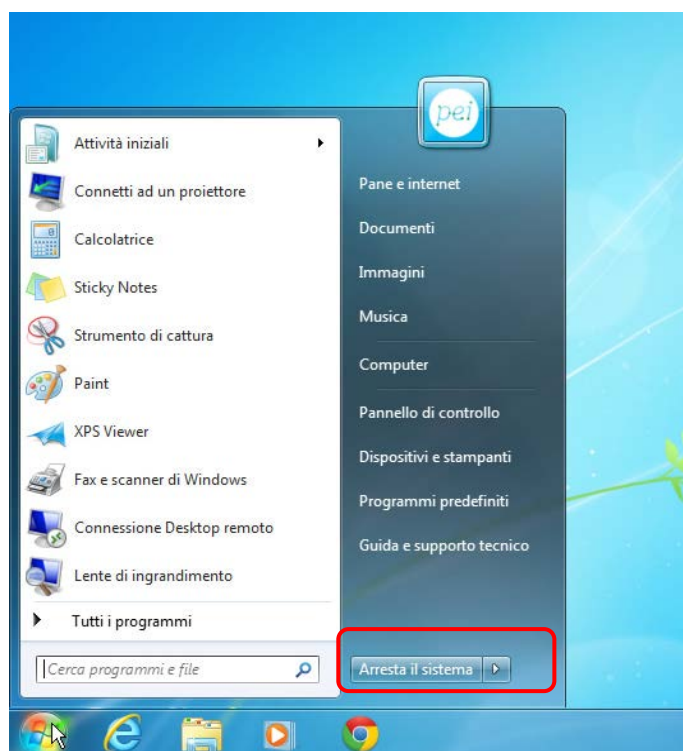 pei
Attività iniziali
Connetti ad un proiettore
Calcolatrice
Sticky Notes
Strumento di cattura
Paint
XPS Viewer
Fax e scanner di Windows
Connessione Desktop remoto
Lente di ingrandimento
Tutti i programmi
Cerca programmi e file
Pane e internet
Documenti
Immagini
Musica
Computer
Pannello di controllo
Dispositivi e stampanti
Programmi predefiniti
Guida e supporto tecnico
Arresta il sistema